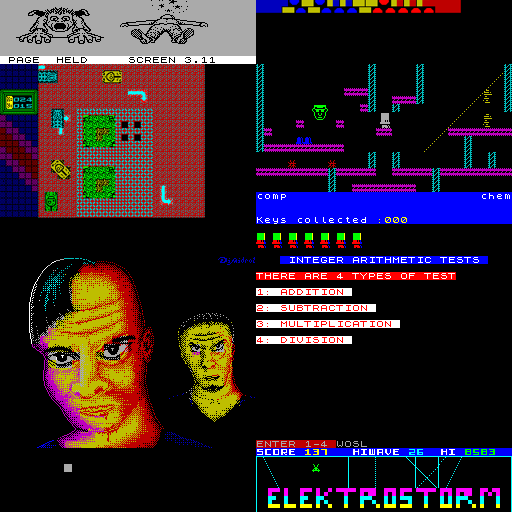 PAGE HELD SCREEN 3.11
024
015
comp chem
Keys collected :000
INTEGER ARITHMETIC TESTS
THERE ARE 4 TYPES OF TEST
1: ADDITION
2: SUBTRACTION
3: MULTIPLICATION
4: DIVISION
ENTER 1-4 WOSL
SCORE 137 HIWAVE 26 HI 8583
ELEKTROSTORM